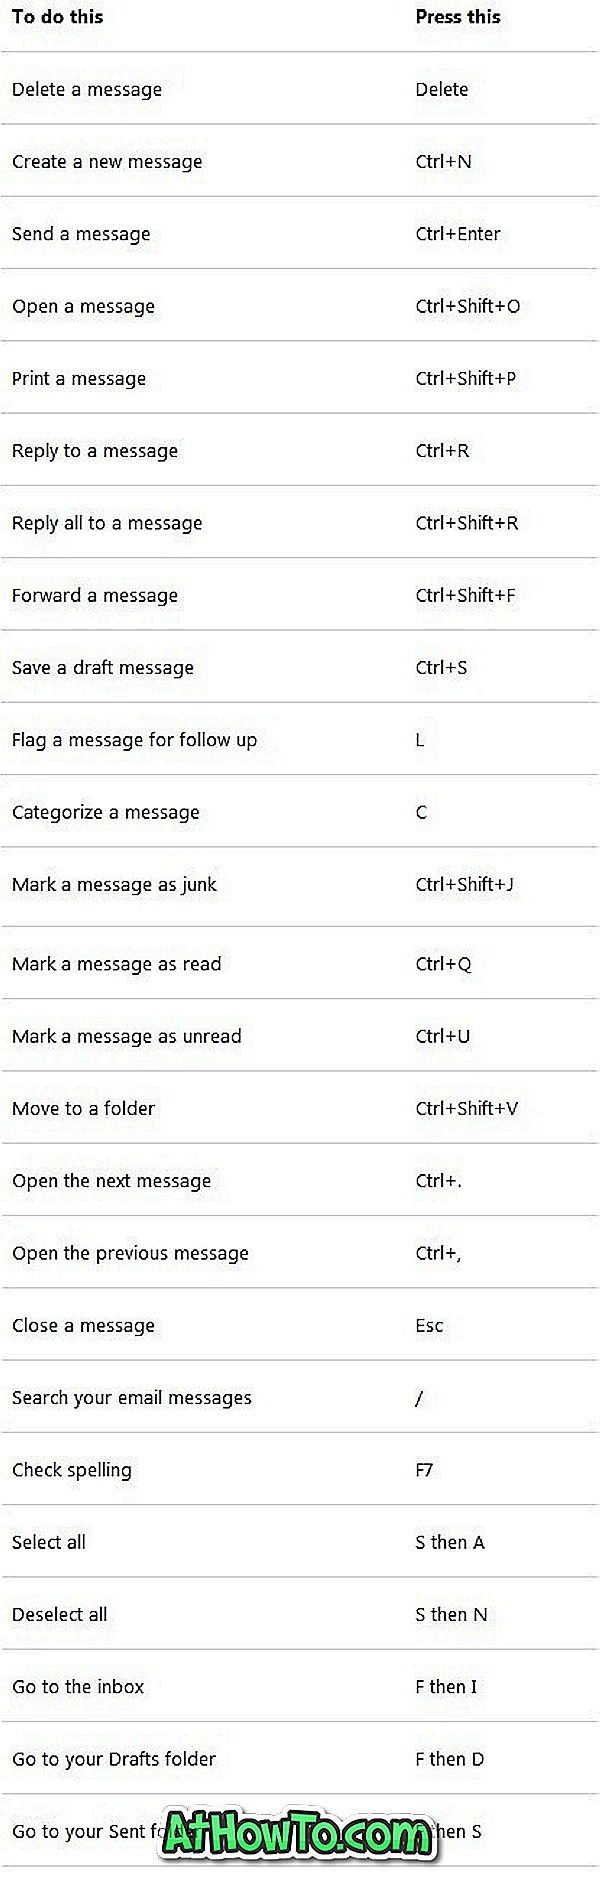 To do this Press this
Delete a message Delete
Create a new message Ctrl+N
Send a message Ctrl+Enter
Open a message Ctrl+Shift+O
Print a message Ctrl+Shift+P
Reply to a message Ctrl+R
Reply all to a message Ctrl+Shift+R
Forward a message Ctrl+Shift+F
Save a draft message Ctrl+S
Flag a message for follow up L
Categorize a message C
Mark a message as junk Ctrl+Shift+J
Mark a message as read Ctrl+Q
Mark a message as unread Ctrl+U
Move to a folder Ctrl+Shift+V
Open the next message Ctrl+.
Open the previous message Ctrl+,
Close a message Esc
Search your email messages /
Check spelling F7
Select all S then A
Deselect all S then N
Go to the inbox F then I
Go to your Drafts folder F then D
Go to your Sent then S
AtHowTo.com